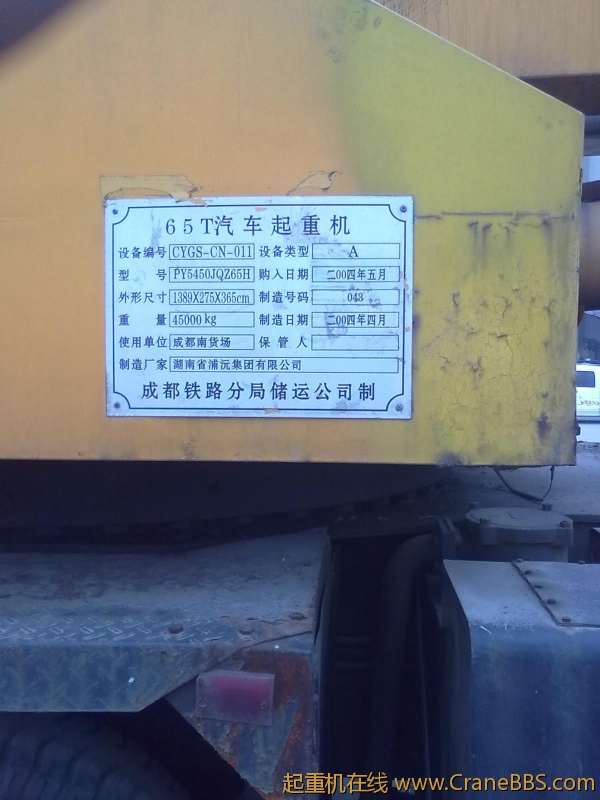 65T汽车起重机
设备编号 CYGS-CN-011 设备类型 A
型 号 PY5450JQZ65H 购入日期 二00四年五月
外形尺寸 1389X275X365cm 制造号码 043
重 量 45000kg 制造日期 二00四年四月
使用单位 成都南货场 保管人
制造厂家 湖南省浦沅集团有限公司
成都铁路分局储运公司制
起重机在线 www.CraneBBS.com